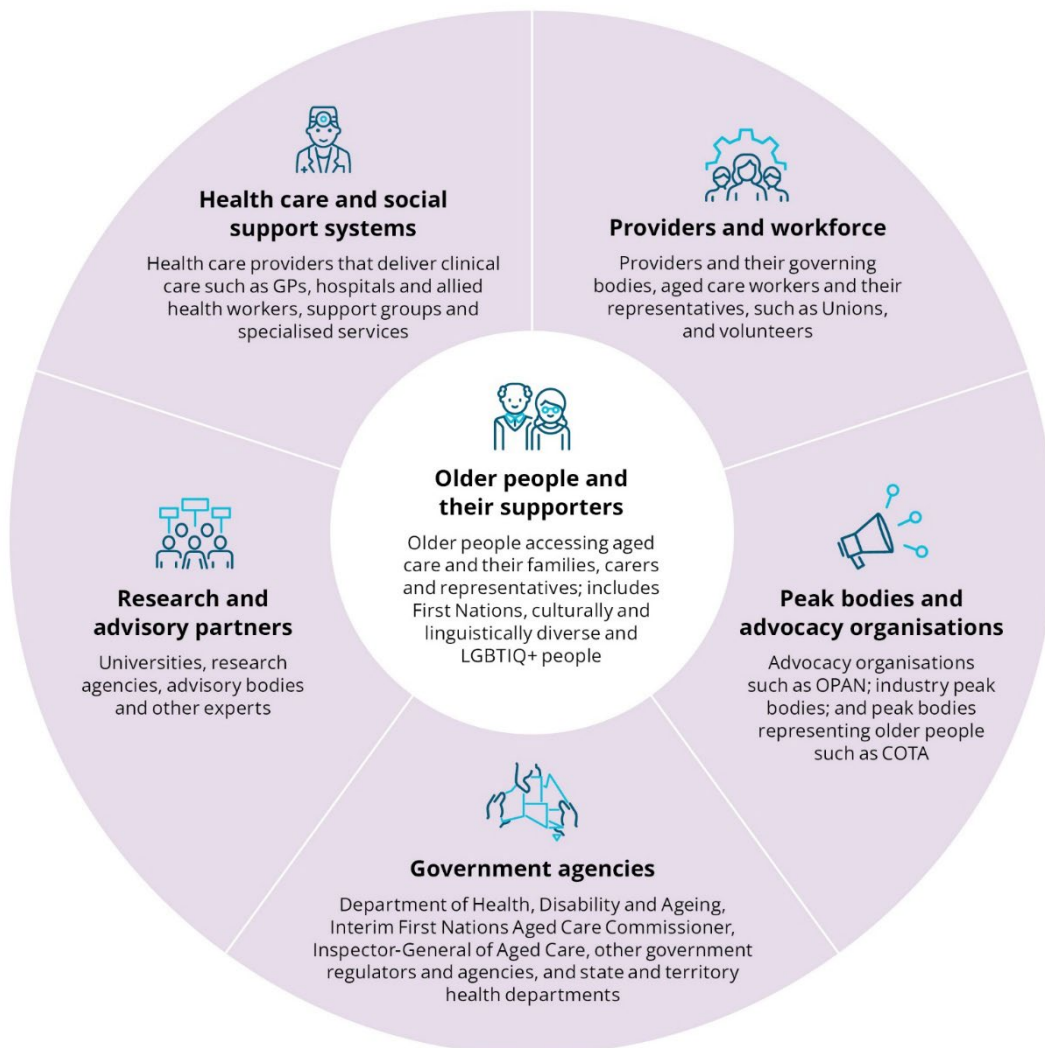 Health care and social
support systems
Health care providers that deliver clinical
care such as GPs, hospitals and allied
health workers, support groups and
specialised services
Providers and workforce
Providers and their governing
bodies, aged care workers and their
representatives, such as Unions,
and volunteers
Older people and
their supporters
Older people accessing aged
care and their families, carers
and representatives; includes
First Nations, culturally and
linguistically diverse and
LGBTIQ+ people
Research and
advisory partners
Universities, research
agencies, advisory bodies
and other experts
Peak bodies and
advocacy organisations
Advocacy organisations
such as OPAN; industry peak
bodies; and peak bodies
representing older people
such as COTA
Government agencies
Department of Health, Disability and Ageing,
Interim First Nations Aged Care Commissioner,
Inspector-General of Aged Care, other government
regulators and agencies, and state and territory
health departments